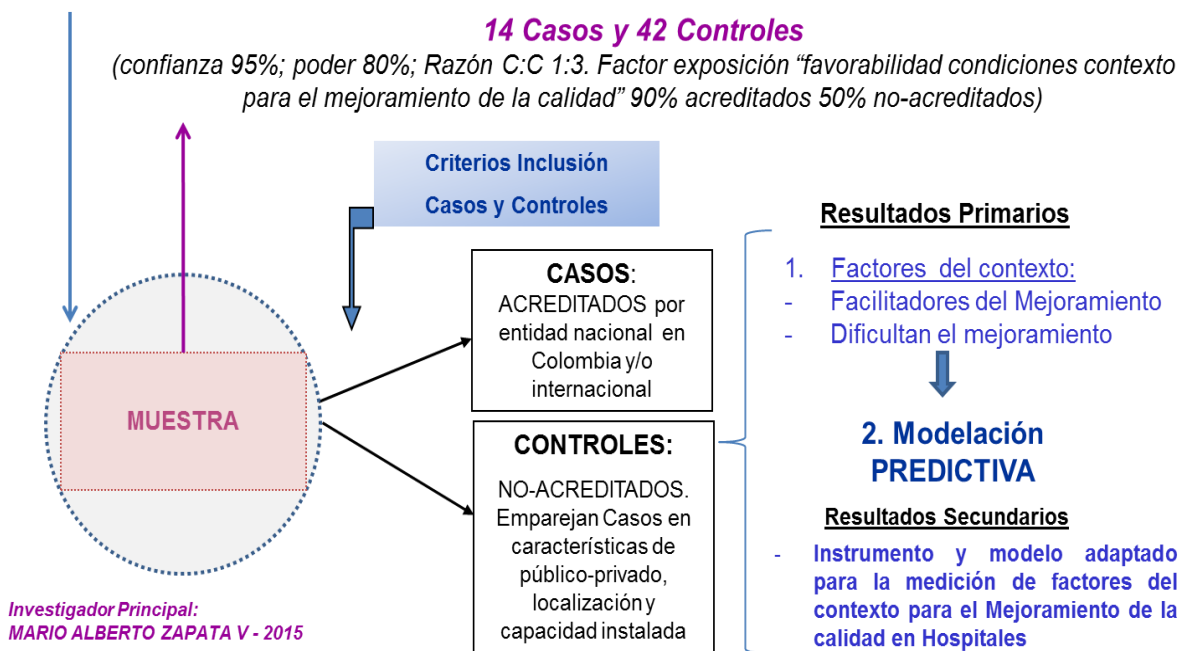 14 Casos y 42 Controles
(confianza 95%; poder 80%; Razón C:C 1:3. Factor exposición “favorabilidad condiciones contexto
para el mejoramiento de la calidad” 90% acreditados 50% no-acreditados)
Criterios Inclusión
Casos y Controles
MUESTRA
CASOS:
ACREDITADOS por
entidad nacional en
Colombia y/o
internacional
CONTROLES:
NO-ACREDITADOS.
Emparejan Casos en
características de
público-privado,
localización y
capacidad instalada
Resultados Primarios
1. Factores del contexto:
- Facilitadores del Mejoramiento
- Dificultan el mejoramiento
2. Modelación
PREDICTIVA
Resultados Secundarios
- Instrumento y modelo adaptado
para la medición de factores del
contexto para el Mejoramiento de la
calidad en Hospitales
Investigador Principal:
MARIO ALBERTO ZAPATA V - 2015